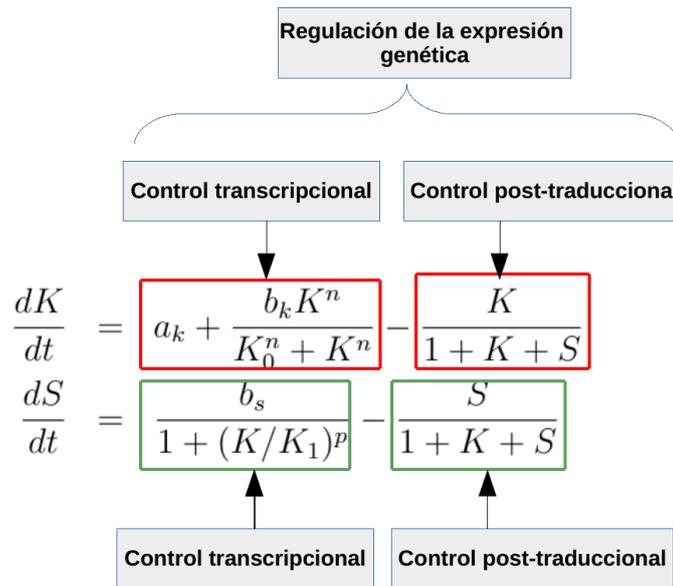 Regulación de la expresión
genética
Control transcripcional
Control post-fraducciona
dK/dt = a_k + b_k K^n / (K_0^n + K^n) − K / (1 + K + S)
dS/dt = b_s / (1 + (K/K_1)^p) − S / (1 + K + S)
Control transcripcional
Control post-traduccional